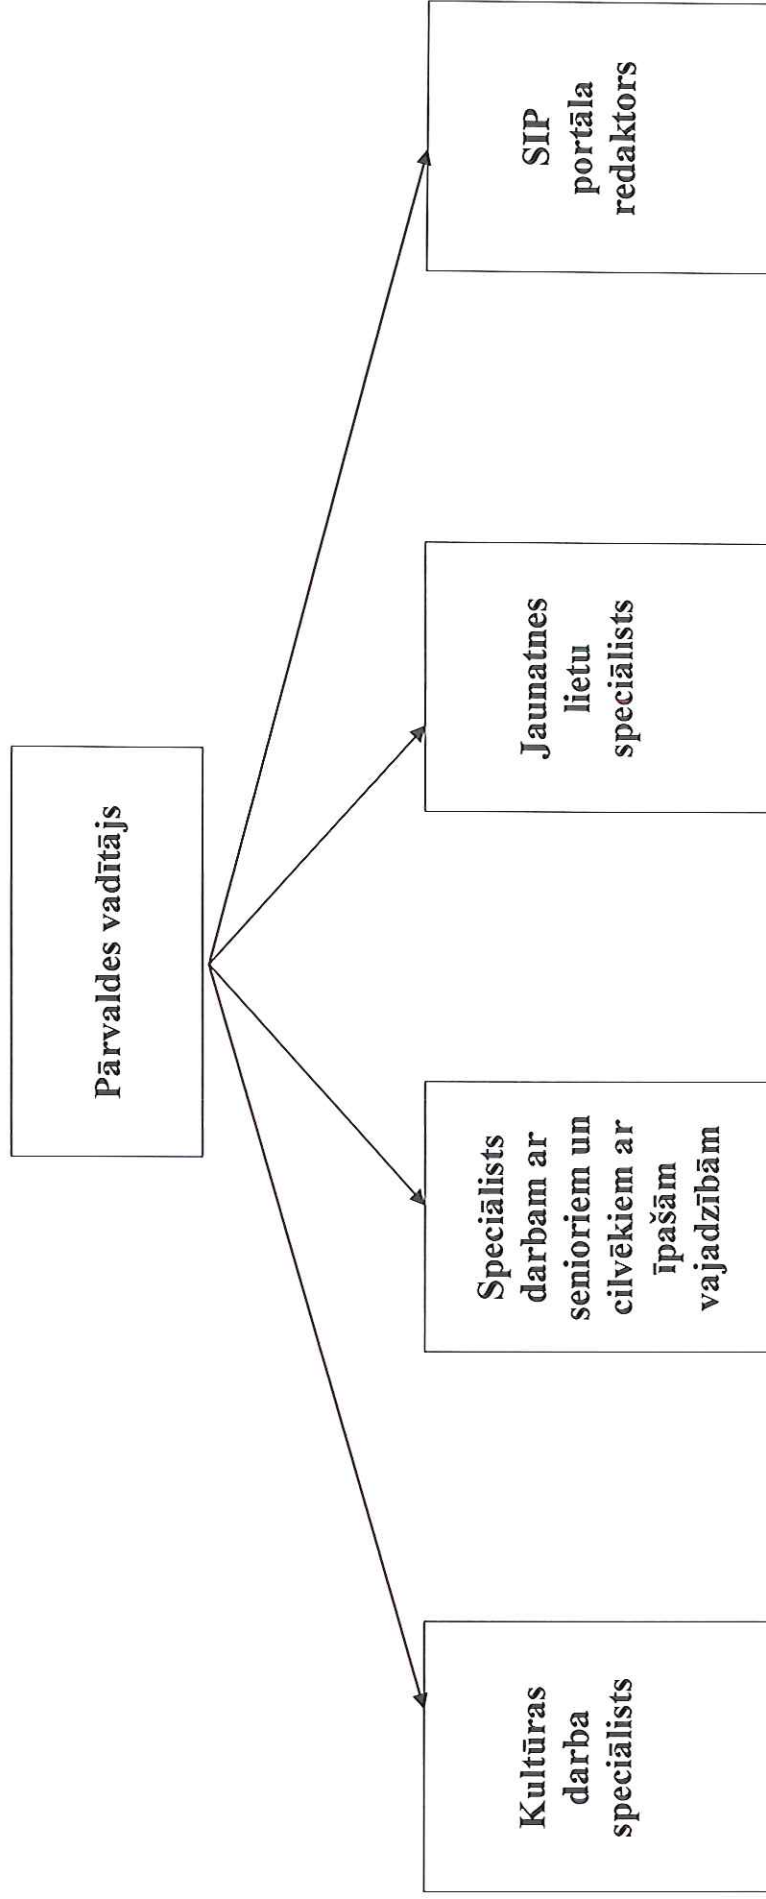 Pārvaldes vadītājs
Kultūras
darba
speciālists
Speciālists
darbam ar
senioriem un
cilvēkiem ar
īpašām
vajadzībām
Jaunatnes
lietu
speciālists
SIP
portāla
redaktors